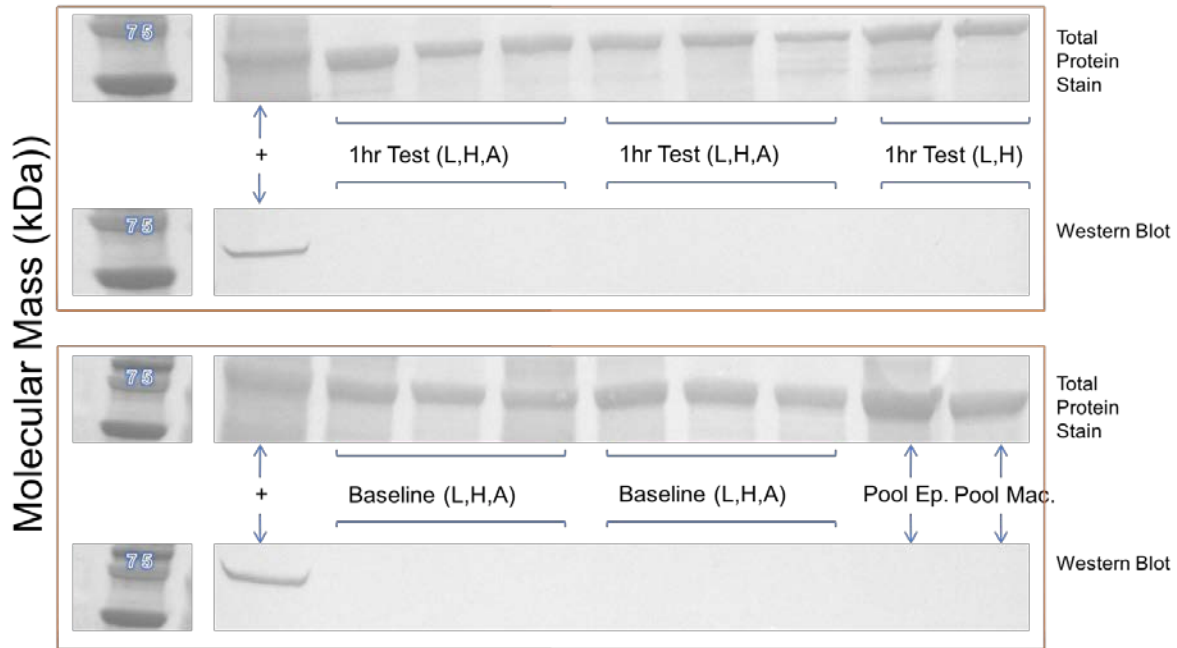 Molecular Mass (kDa))
75
Total
Protein
Stain
+
1hr Test (L,H,A)
1hr Test (L,H,A)
1hr Test (L,H)
75
Western Blot
75
Total
Protein
Stain
+
Baseline (L,H,A)
Baseline (L,H,A)
Pool Ep.
Pool Mac.
75
Western Blot